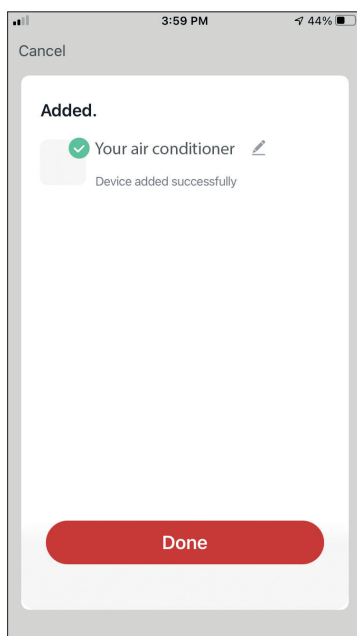 3:59 PM
44%
Cancel
Added.
Your air conditioner
Device added successfully
Done